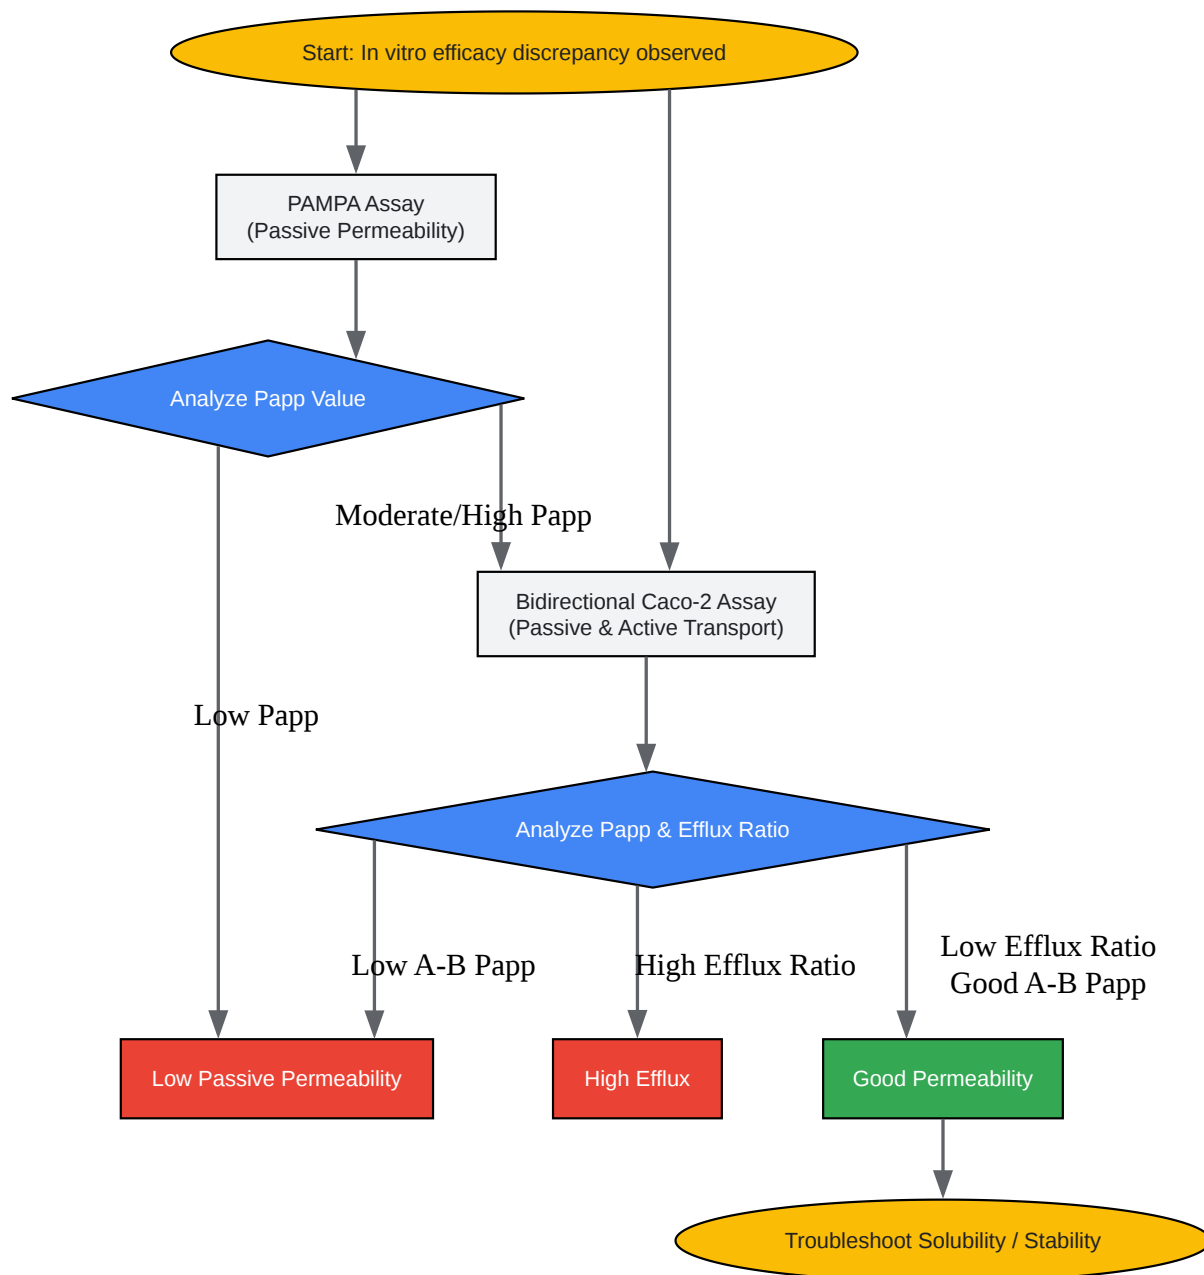 Start: In vitro efficacy discrepancy observed
PAMPA Assay
(Passive Permeability)
Analyze Papp Value
Moderate/High Papp
Bidirectional Caco-2 Assay
(Passive & Active Transport)
Low Papp
Analyze Papp & Efflux Ratio
Low A-B Papp
High Efflux Ratio
Low Efflux Ratio
Good A-B Papp
Low Passive Permeability
High Efflux
Good Permeability
Troubleshoot Solubility / Stability